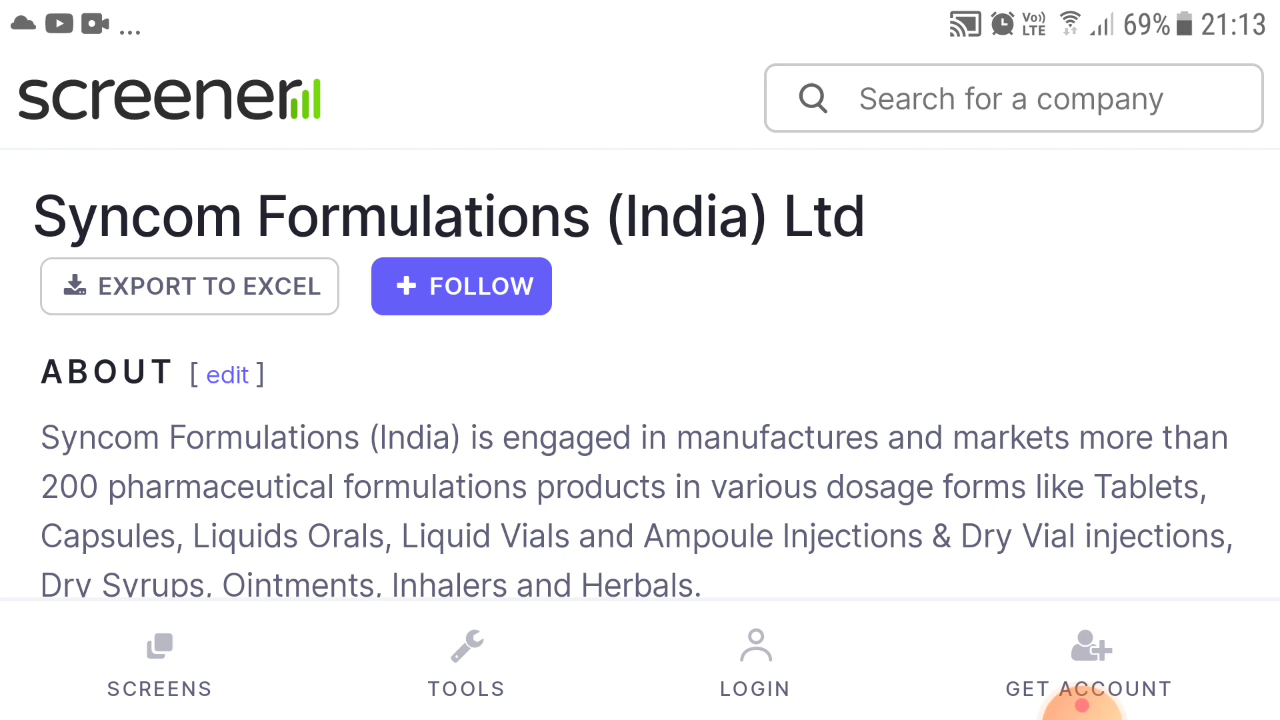 ... Vo)) LTE 69% 21:13
screener Search for a company
Syncom Formulations (India) Ltd
EXPORT TO EXCEL + FOLLOW
ABOUT [ edit ]
Syncom Formulations (India) is engaged in manufactures and markets more than
200 pharmaceutical formulations products in various dosage forms like Tablets,
Capsules, Liquids Orals, Liquid Vials and Ampoule Injections & Dry Vial injections,
Dry Syrups, Ointments, Inhalers and Herbals.
SCREENS TOOLS LOGIN GET ACCOUNT